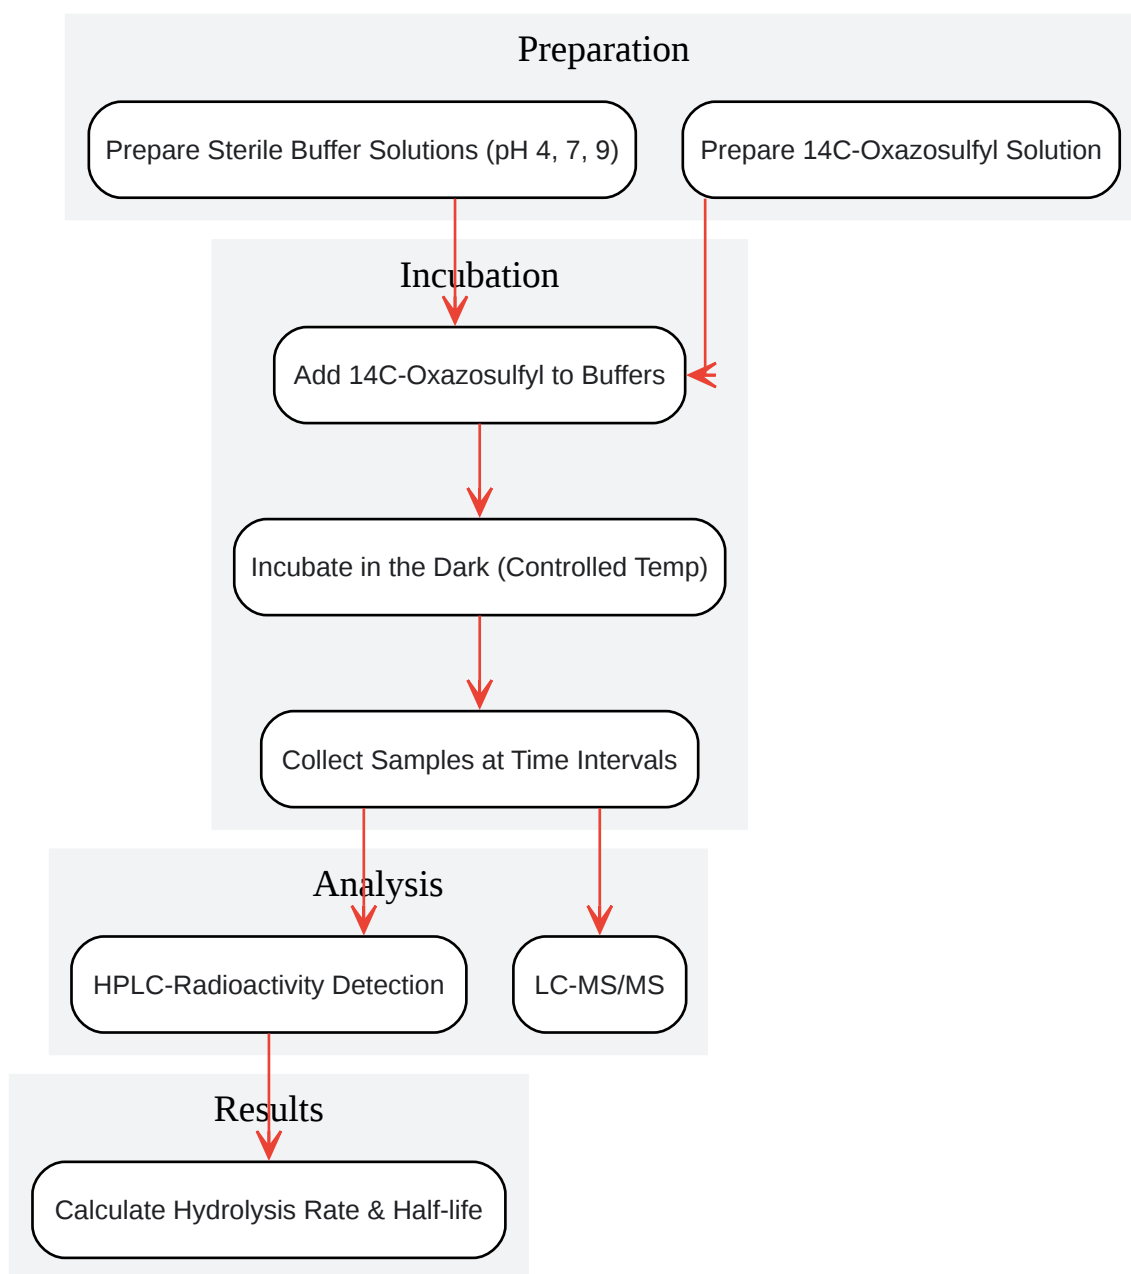 Preparation
Prepare Sterile Buffer Solutions (pH 4, 7, 9)
Prepare 14C-Oxazosulfyl Solution
Incubation
Add 14C-Oxazosulfyl to Buffers
Incubate in the Dark (Controlled Temp)
Collect Samples at Time Intervals
Analysis
HPLC-Radioactivity Detection
LC-MS/MS
Results
Calculate Hydrolysis Rate & Half-life